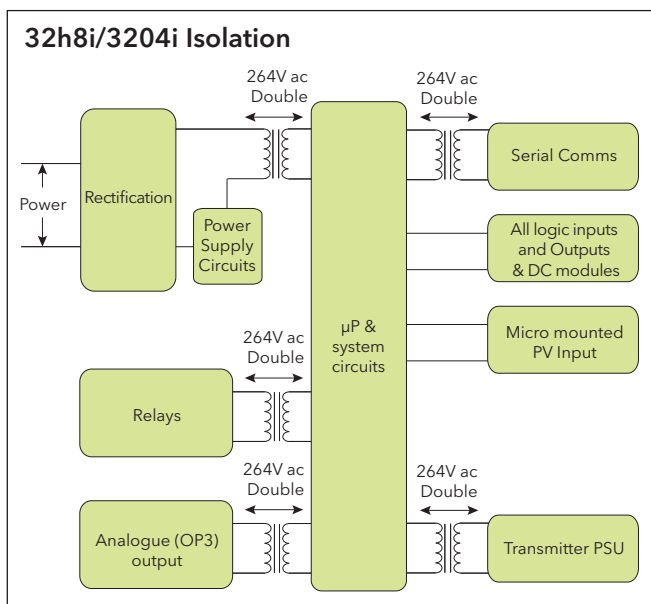 32h8i/3204i Isolation
264V ac
Double
264V ac
Double
Rectification
Power
Power
Supply
Circuits
Serial Comms
All logic inputs
and Outputs
& DC modules
µP &
system
circuits
Micro mounted
PV Input
264V ac
Double
Relays
264V ac
Double
264V ac
Double
Analogue (OP3)
output
Transmitter PSU